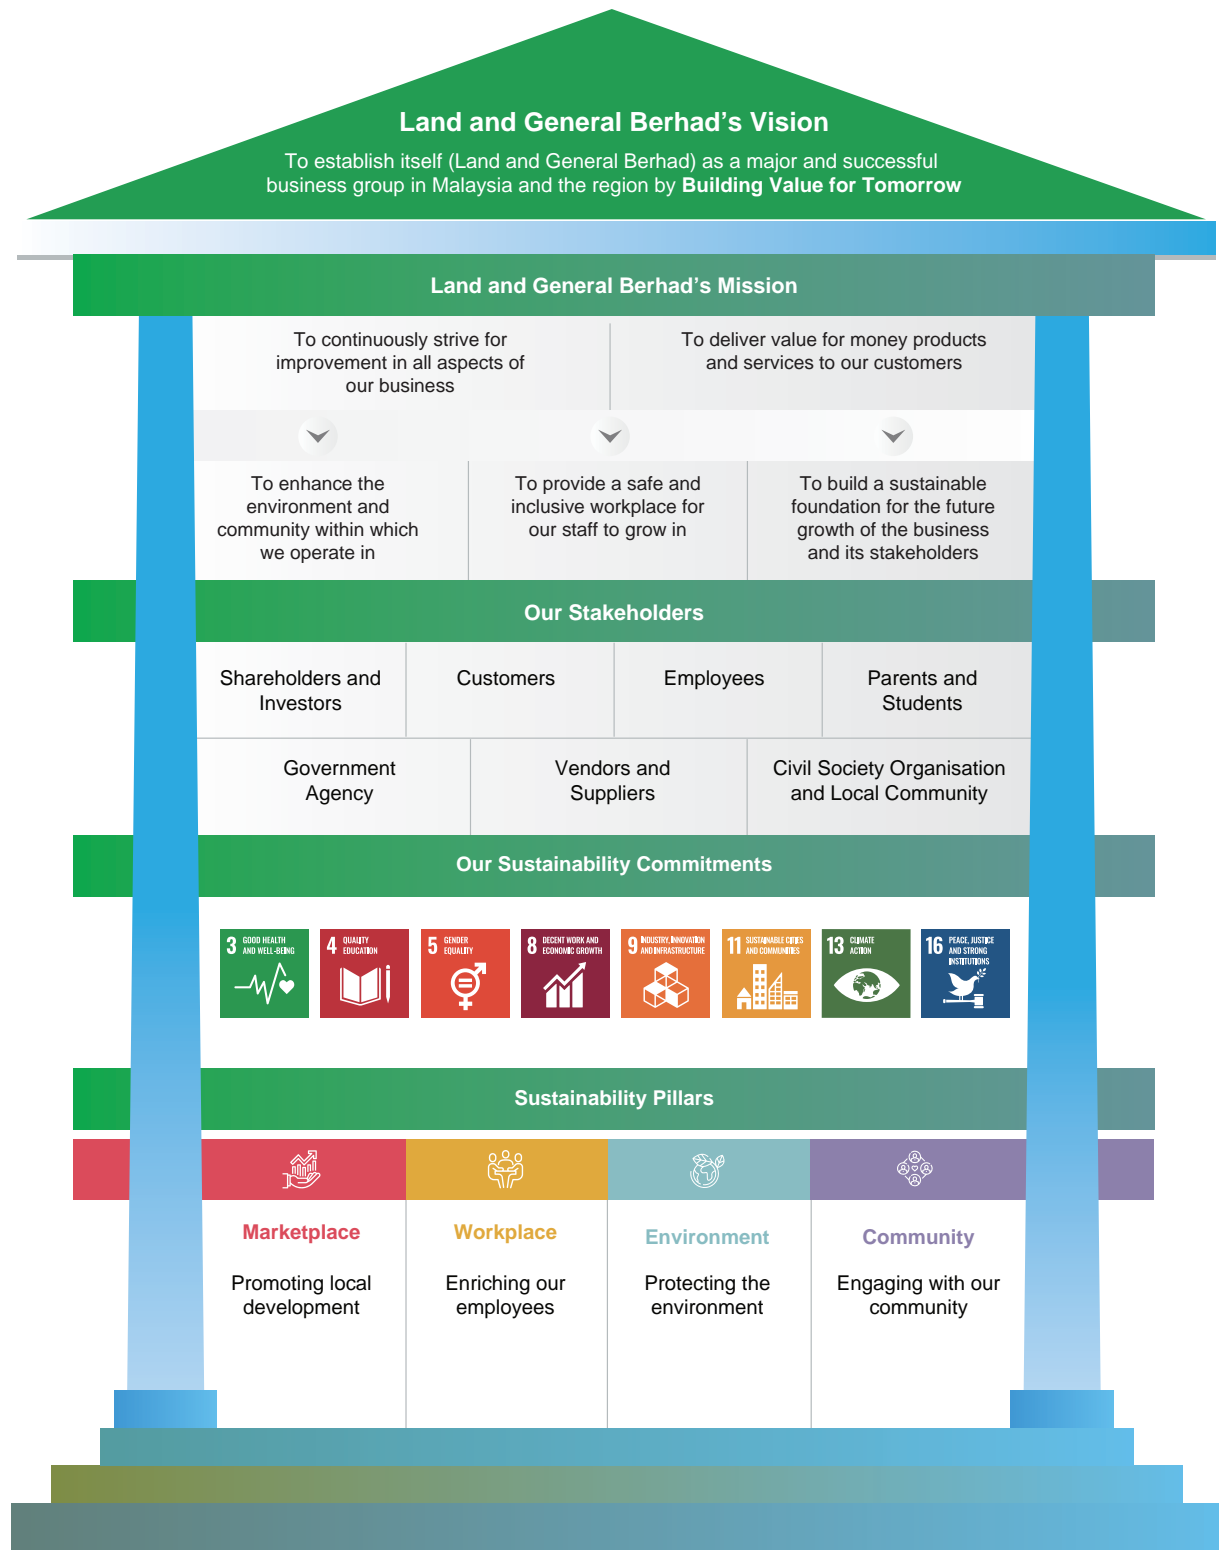 Land and General Berhad's Vision
To establish itself (Land and General Berhad) as a major and successful
business group in Malaysia and the region by Building Value for Tomorrow
Land and General Berhad's Mission
To continuously strive for
improvement in all aspects of
our business
To deliver value for money products
and services to our customers
To enhance the
environment and
community within which
we operate in
To provide a safe and
inclusive workplace for
our staff to grow in
To build a sustainable
foundation for the future
growth of the business
and its stakeholders
Our Stakeholders
Shareholders and
Investors
Customers
Employees
Parents and
Students
Government
Agency
Vendors and
Suppliers
Civil Society Organisation
and Local Community
Our Sustainability Commitments
3 GOOD HEALTH
AND WELL-BEING
4 QUALITY
EDUCATION
5 GENDER
EQUALITY
8 DECENT WORK AND
ECONOMIC GROWTH
9 INDUSTRY, INNOVATION
AND INFRASTRUCTURE
11 SUSTAINABLE CITIES
AND COMMUNITIES
13 CLIMATE
ACTION
16 PEACE, JUSTICE
AND STRONG
INSTITUTIONS
Sustainability Pillars
Marketplace
Promoting local
development
Workplace
Enriching our
employees
Environment
Protecting the
environment
Community
Engaging with our
community